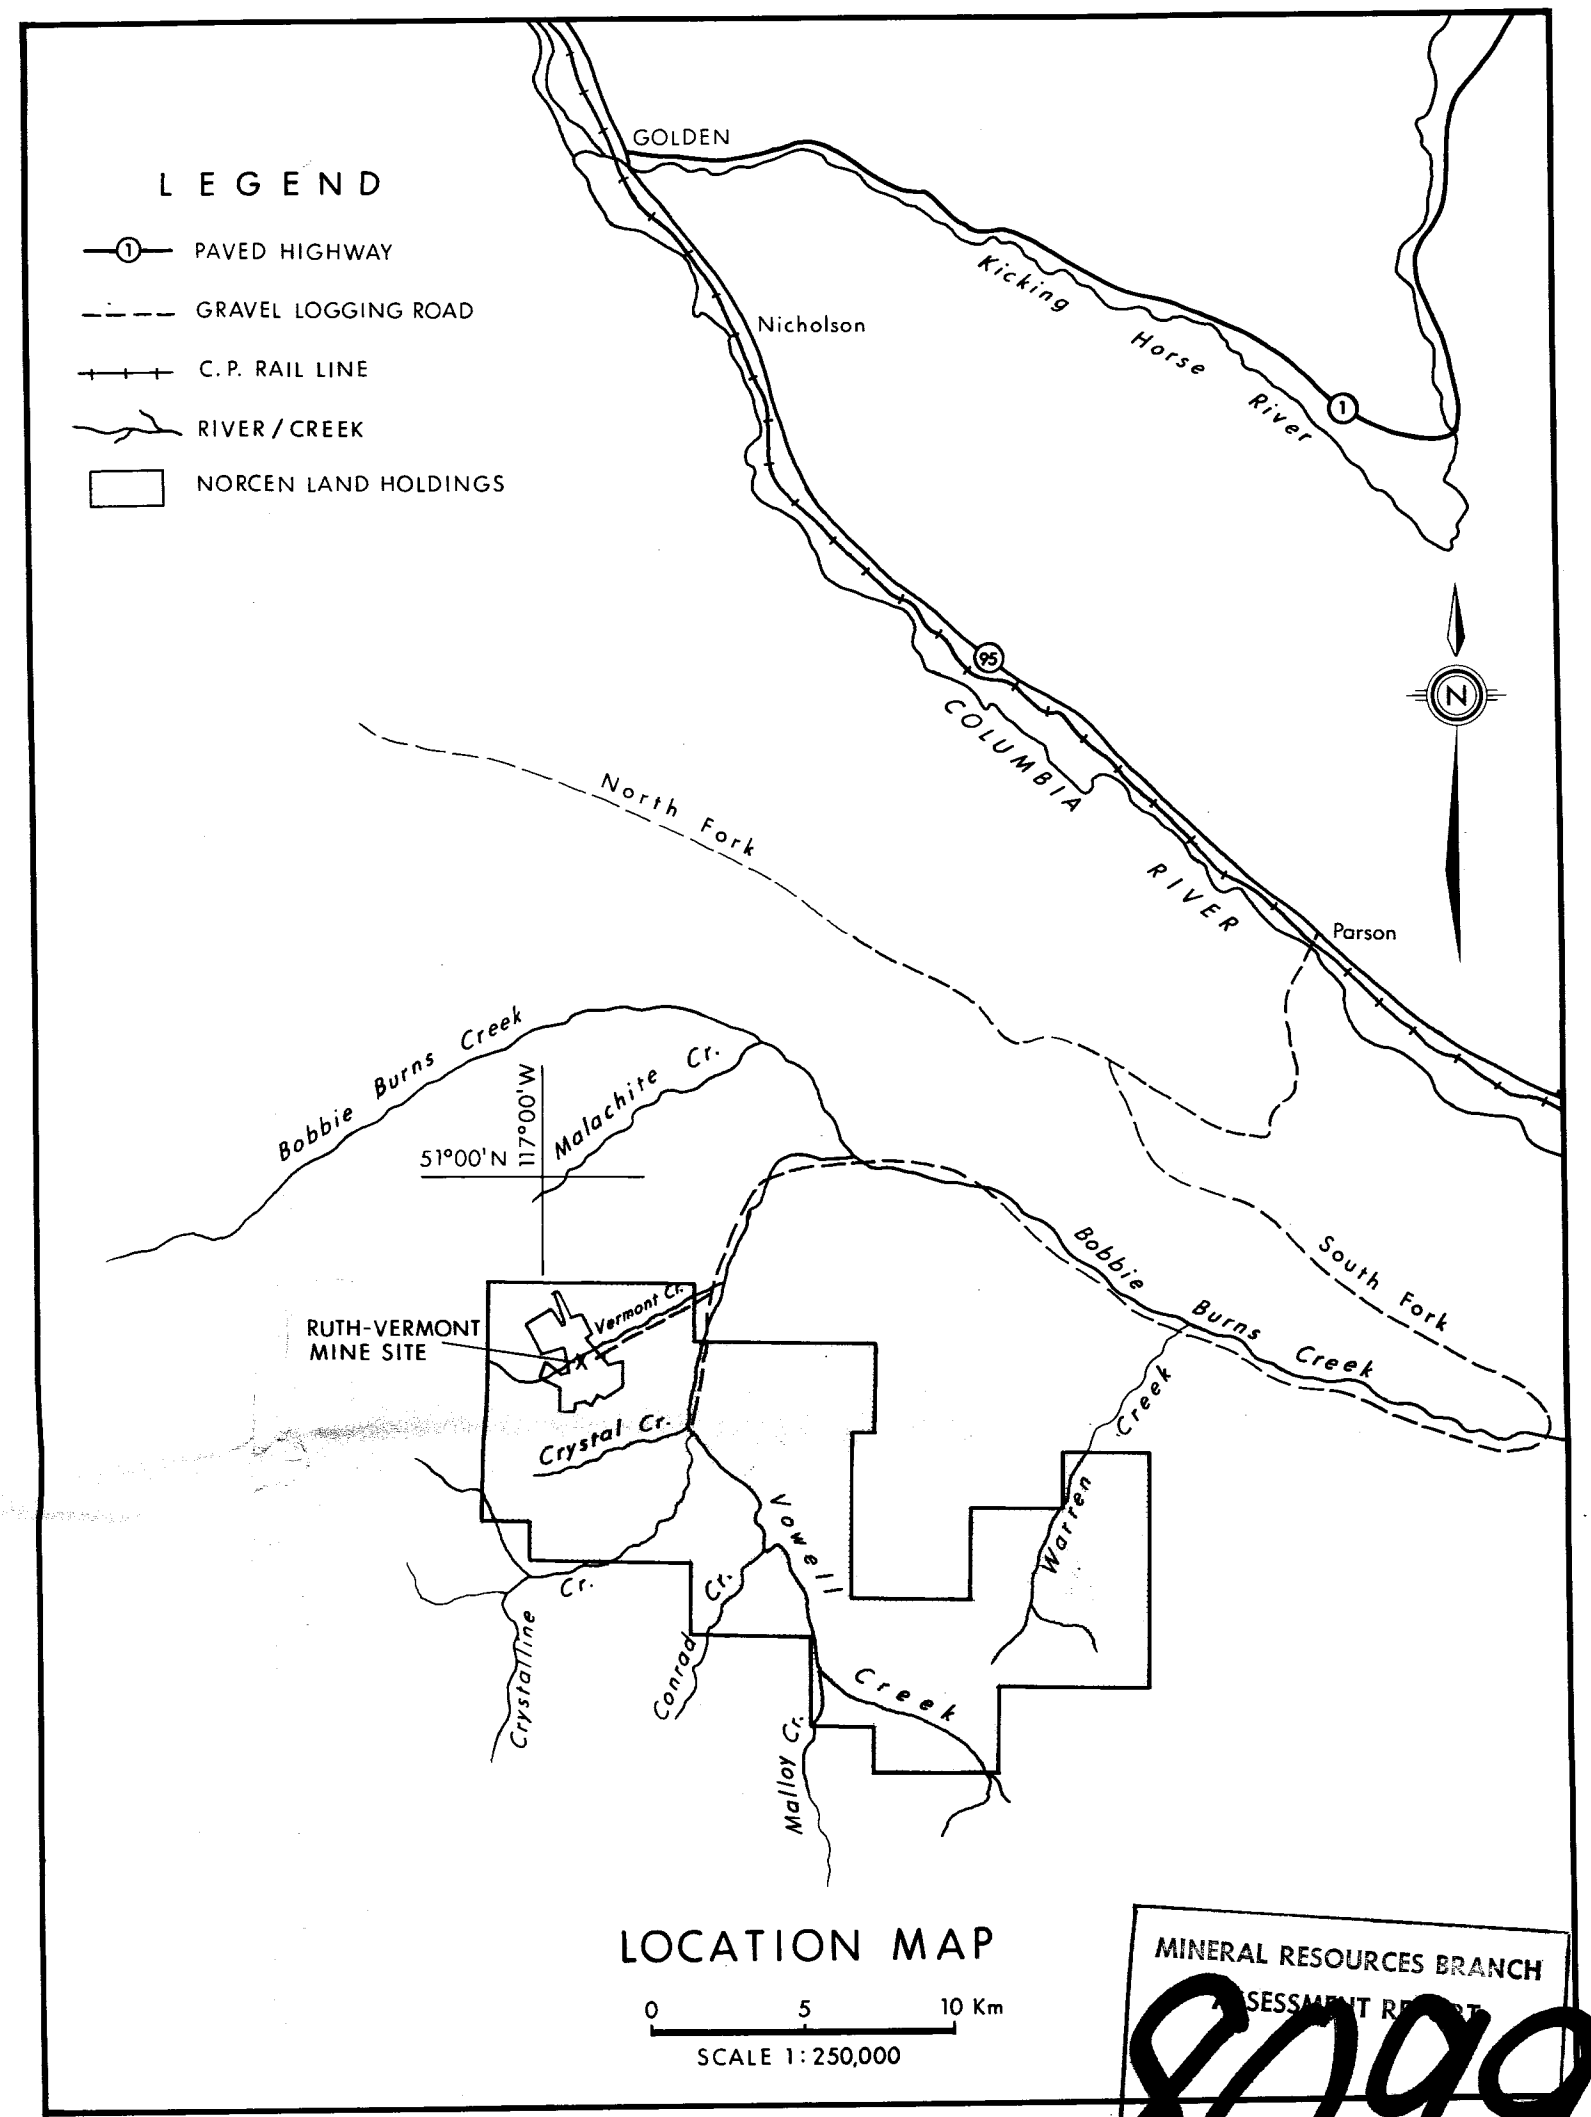 GOLDEN
LEGEND
1 PAVED HIGHWAY
GRAVEL LOGGING ROAD
C.P. RAIL LINE
RIVER/CREEK
NORCEN LAND HOLDINGS
Nicholson
Kicking Horse River
1
95
N
COLUMBIA RIVER
North Fork
Parson
Bobbie Burns Creek
Malachite Cr.
117°00'W
51°00'N
South Fork
Bobbie Burns Creek
Vermont Cr.
RUTH-VERMONT
MINE SITE
X
Crystal Cr.
Warren Creek
Vowell Creek
Crystalline Cr.
Conrad Cr.
Malloy Cr.
LOCATION MAP
0 5 10 Km
SCALE 1:250,000
MINERAL RESOURCES BRANCH
ASSESSMENT REPORT